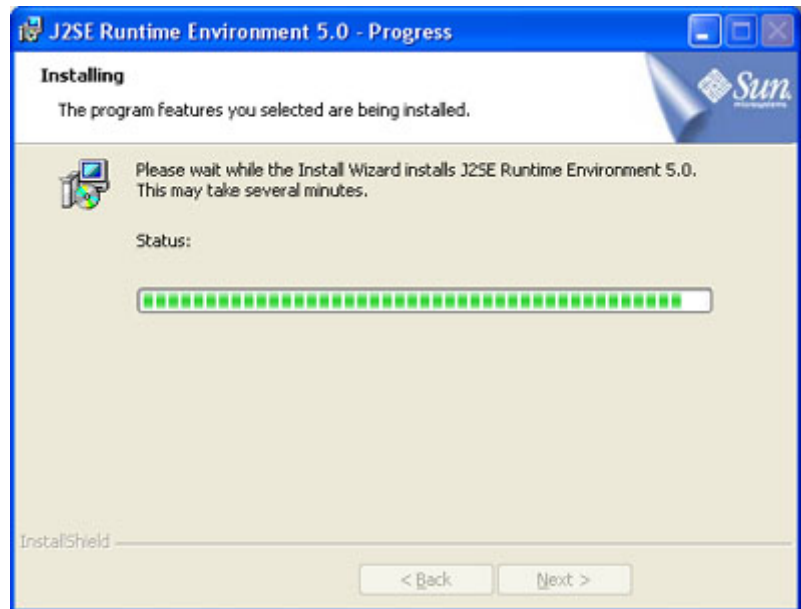 J2SE Runtime Environment 5.0 - Progress
Installing
The program features you selected are being installed.
Sun
microsystems
Please wait while the Install Wizard installs J2SE Runtime Environment 5.0.
This may take several minutes.
Status:
InstallShield
< Back
Next >